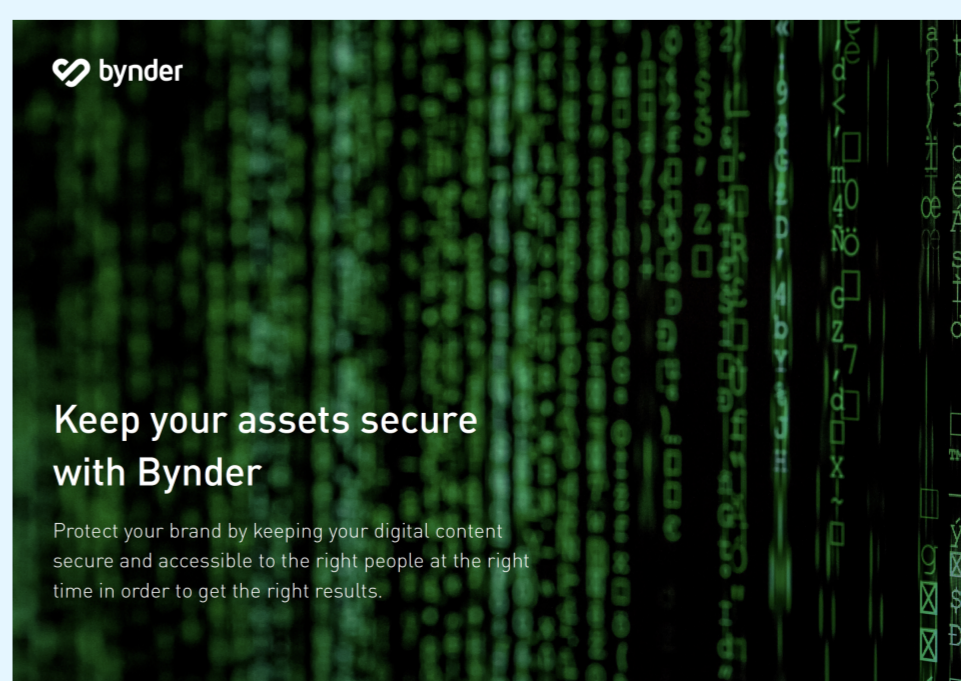 bynder
Keep your assets secure
with Bynder
Protect your brand by keeping your digital content
secure and accessible to the right people at the right
time in order to get the right results.